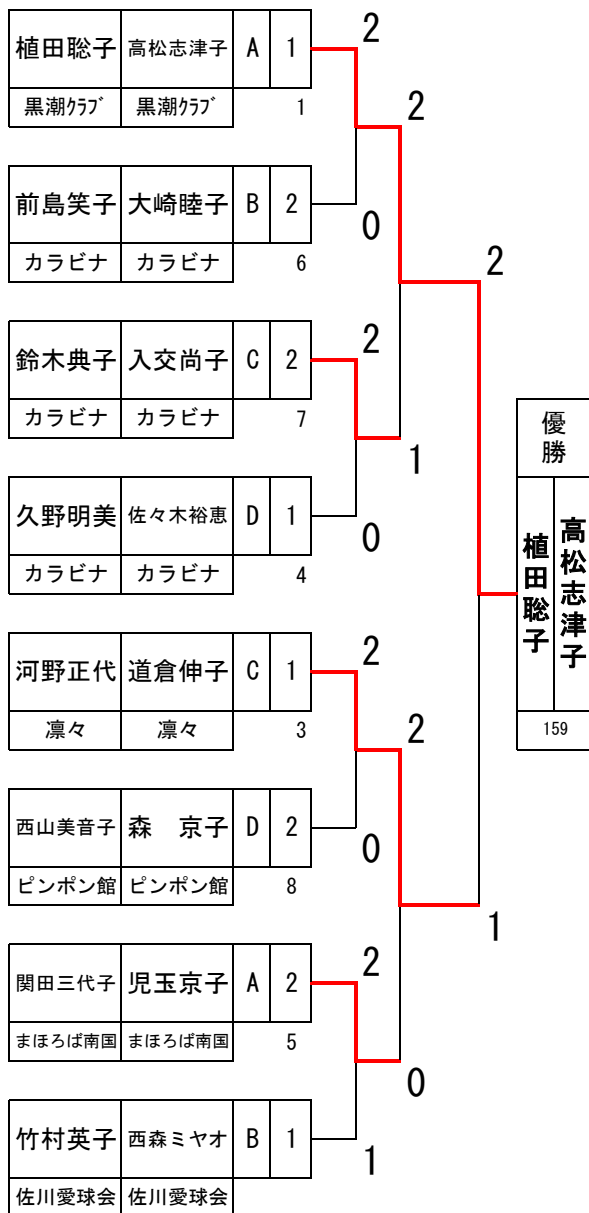 植田聡子 高松志津子 A 1 2
黒潮ｸﾗﾌﾞ 黒潮ｸﾗﾌﾞ 1 2
前島笑子 大崎睦子 B 2 0
カラビナ カラビナ 6 2
鈴木典子 入交尚子 C 2 2
カラビナ カラビナ 7 1
久野明美 佐々木裕恵 D 1 0
カラビナ カラビナ 4
優勝
植田聡子
高松志津子
159
河野正代 道倉伸子 C 1 2
凛々 凛々 3 2
西山美音子 森　京子 D 2 0
ピンポン館 ピンポン館 8 1
関田三代子 児玉京子 A 2 2
まほろば南国 まほろば南国 5 0
竹村英子 西森ミヤオ B 1 1
佐川愛球会 佐川愛球会